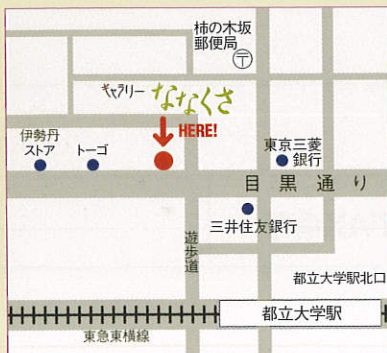 柿の木坂
郵便局
〒
ギャラリー ななくさ
HERE!
伊勢丹
ストア
トーゴ
東京三菱
銀行
目黒通り
三井住友銀行
遊歩道
都立大学駅北口
都立大学駅
東急東横線